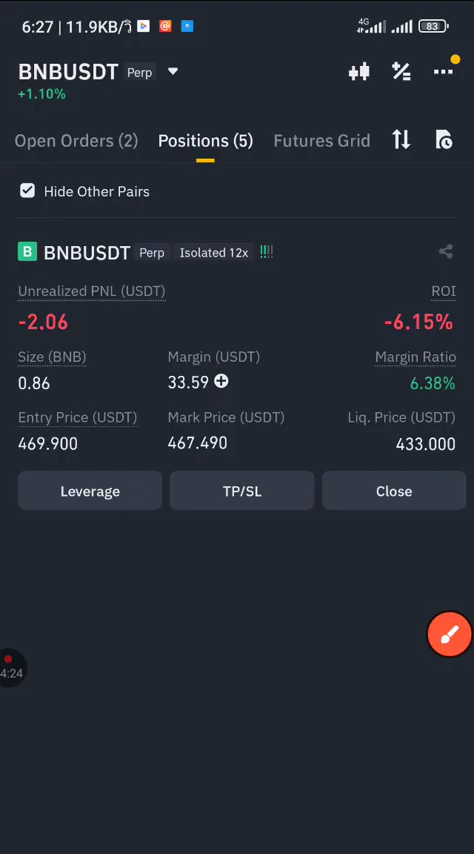 6:27 | 11.9KB/s
4G 83
BNBUSDT Perp
+1.10%
Open Orders (2) Positions (5) Futures Grid
Hide Other Pairs
B BNBUSDT Perp Isolated 12x
Unrealized PNL (USDT) ROI
-2.06 -6.15%
Size (BNB) Margin (USDT) Margin Ratio
0.86 33.59 6.38%
Entry Price (USDT) Mark Price (USDT) Liq. Price (USDT)
469.900 467.490 433.000
Leverage TP/SL Close
4:24